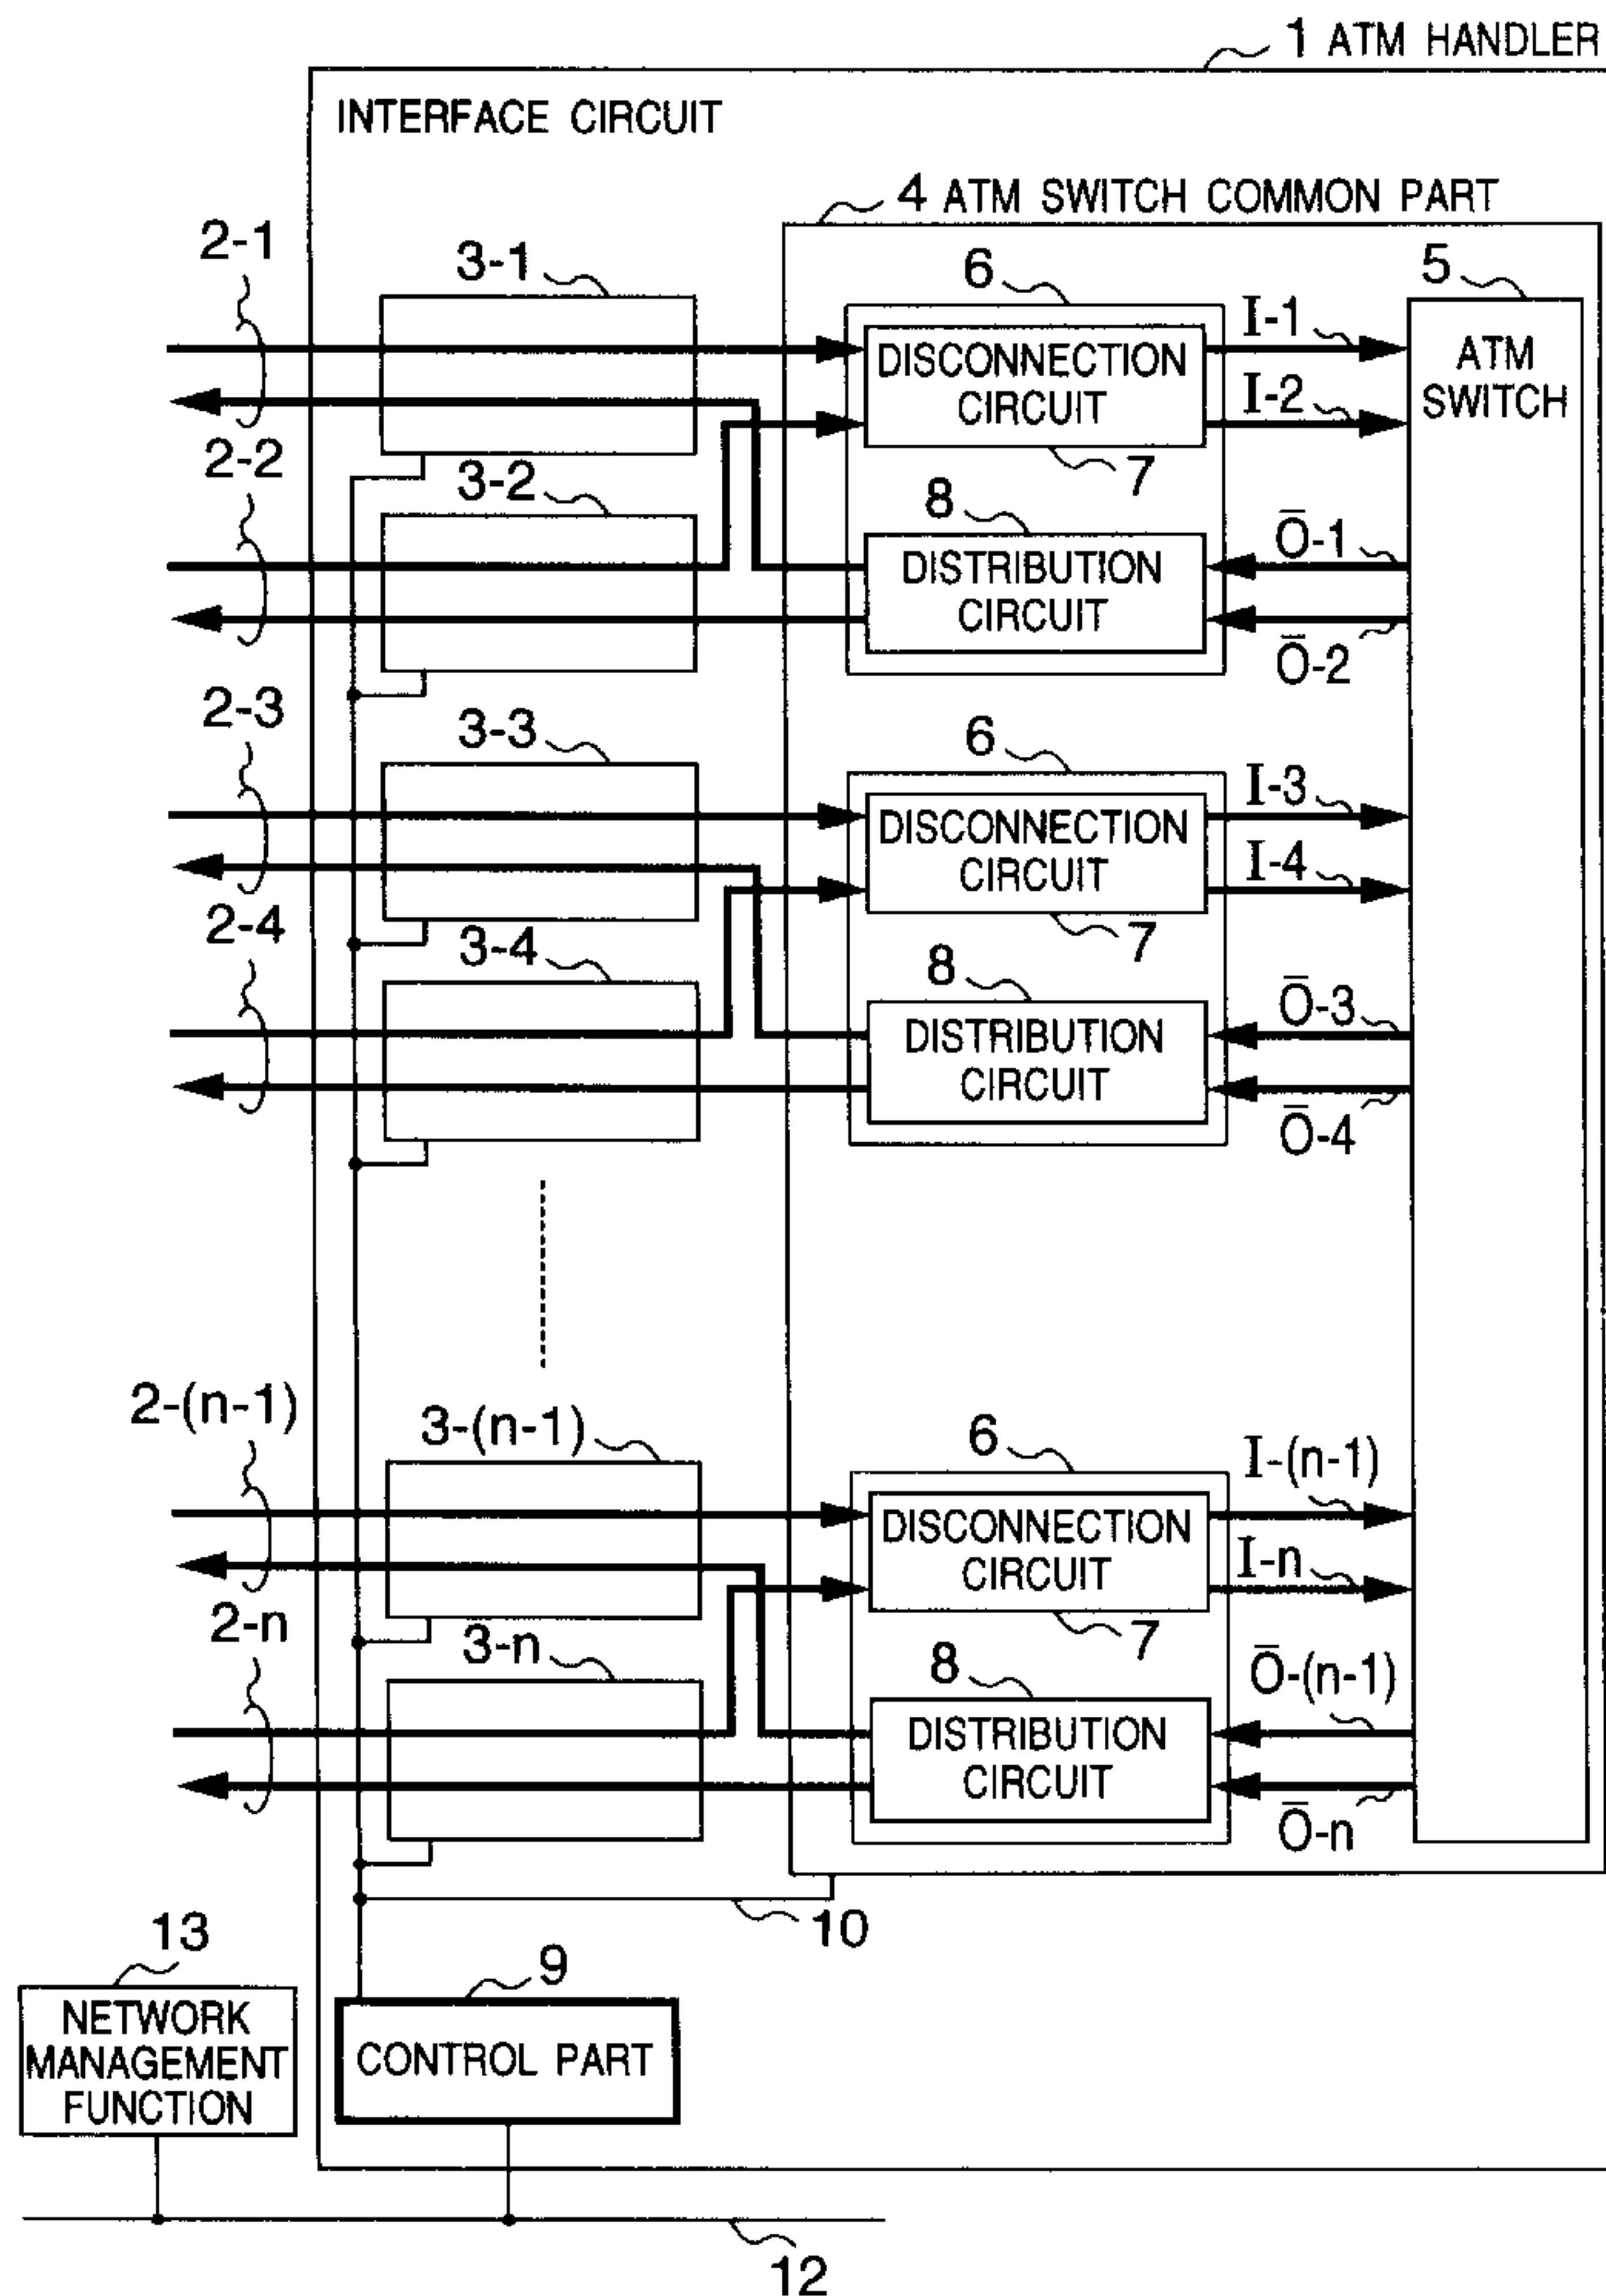 1 ATM HANDLER
INTERFACE CIRCUIT
4 ATM SWITCH COMMON PART
2-1
3-1
6
5
I-1
DISCONNECTION
CIRCUIT
ATM
SWITCH
I-2
2-2
3-2
7
8
Ō-1
DISTRIBUTION
CIRCUIT
Ō-2
2-3
3-3
6
I-3
DISCONNECTION
CIRCUIT
I-4
2-4
3-4
7
8
Ō-3
DISTRIBUTION
CIRCUIT
Ō-4
2-(n-1)
3-(n-1)
6
I-(n-1)
DISCONNECTION
CIRCUIT
I-n
2-n
3-n
7
8
Ō-(n-1)
DISTRIBUTION
CIRCUIT
Ō-n
10
13
9
NETWORK
MANAGEMENT
FUNCTION
CONTROL PART
12